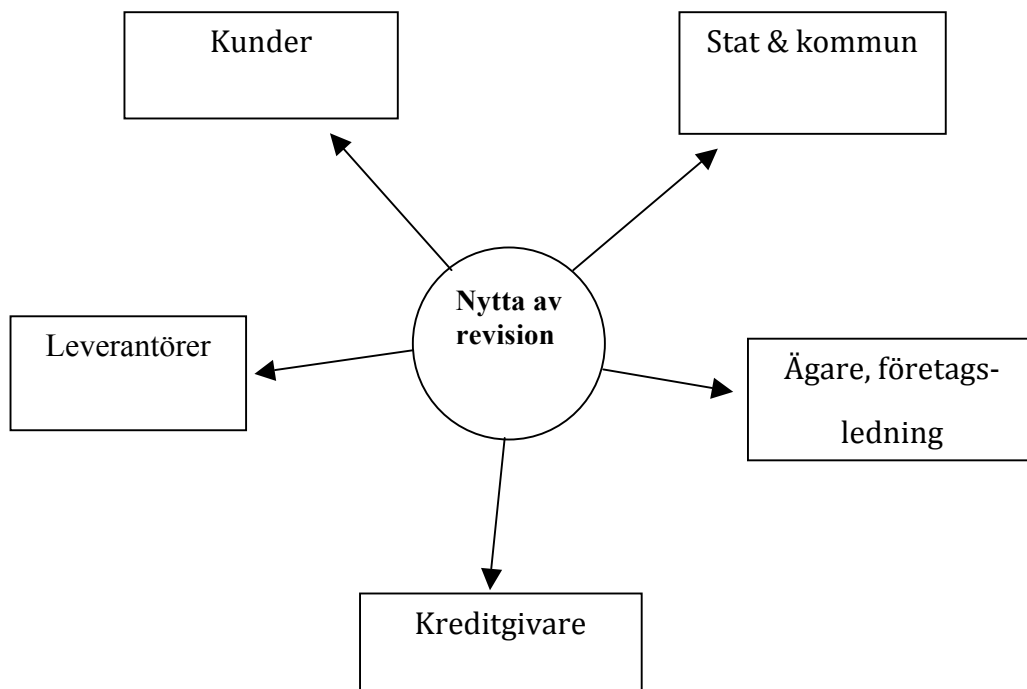 Kunder
Stat & kommun
Nytta av
revision
Leverantörer
Ägare, företags-
ledning
Kreditgivare